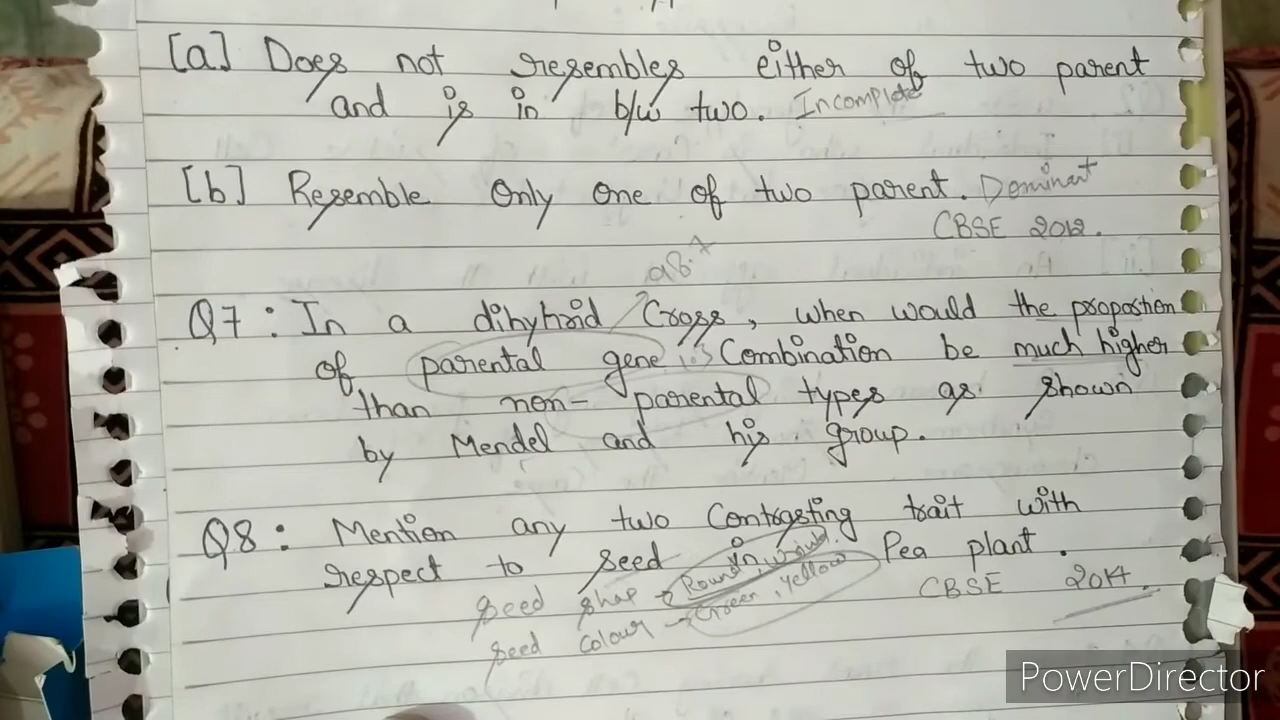 [a] Does not resembles either of two parent
and is in b/w two. Incomplete
[b] Resemble Only One of two parent. Dominant
CBSE 2012.
Q7 : In a dihybrid Cross, when would the proportion
of parental gene Combination be much higher
than non- parental types as shown
by Mendel and his group.
Q8 : Mention any two Contrasting trait with
respect to seed in Pea plant.
CBSE 2014
Seed shap → Round,
Seed Colour → Green, Yellow
PowerDirector